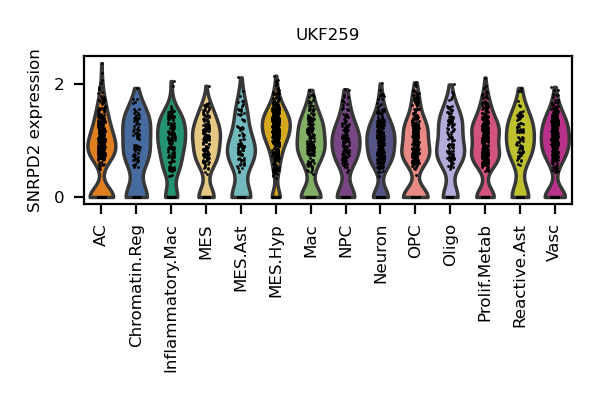 UKF259
SNRPD2 expression
2
0
AC
Chromatin.Reg
Inflammatory.Mac
MES
MES.Ast
MES.Hyp
Mac
NPC
Neuron
OPC
Oligo
Prolif.Metab
Reactive.Ast
Vasc